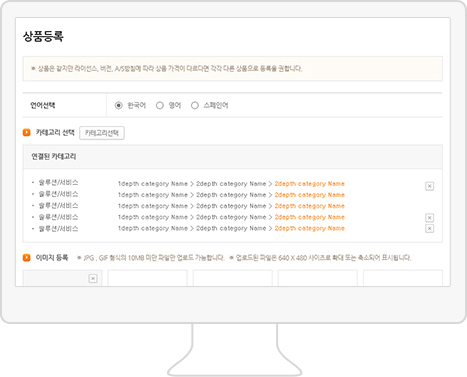 상품등록
※ 상품은 같지만 라이선스, 버전, A/S방침에 따라 상품 가격이 다르다면 각각 다른 상품으로 등록을 권합니다.
언어선택 한국어 영어 스페인어
카테고리 선택 카테고리선택
연결된 카테고리
· 솔루션/서비스 1depth category Name > 2depth category Name > 2depth category Name
· 솔루션/서비스 1depth category Name > 2depth category Name > 2depth category Name
· 솔루션/서비스 1depth category Name > 2depth category Name > 2depth category Name
· 솔루션/서비스 1depth category Name > 2depth category Name > 2depth category Name
· 솔루션/서비스 1depth category Name > 2depth category Name > 2depth category Name
이미지 등록 ※ JPG , GIF 형식의 10MB 미만 파일만 업로드 가능합니다. ※ 업로드된 파일은 640 X 480 사이즈로 확대 또는 축소되어 표시됩니다.